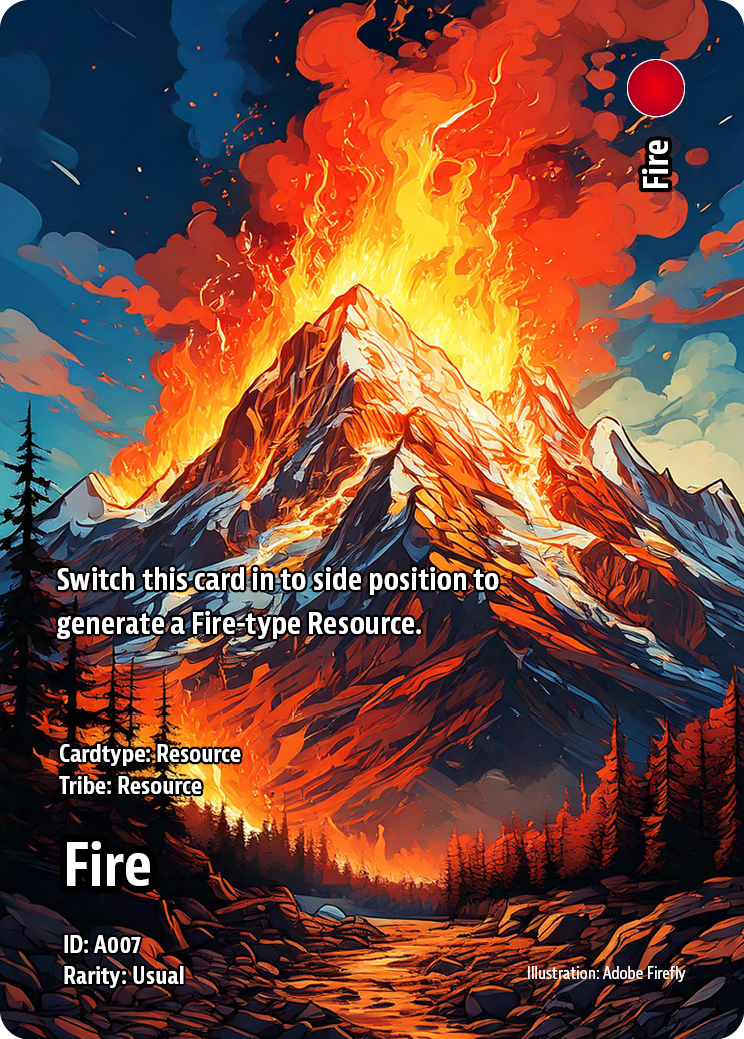 Fire
Switch this card in to side position to
generate a Fire-type Resource.
Cardtype: Resource
Tribe: Resource
Fire
ID: A007
Rarity: Usual
Illustration: Adobe Firefly